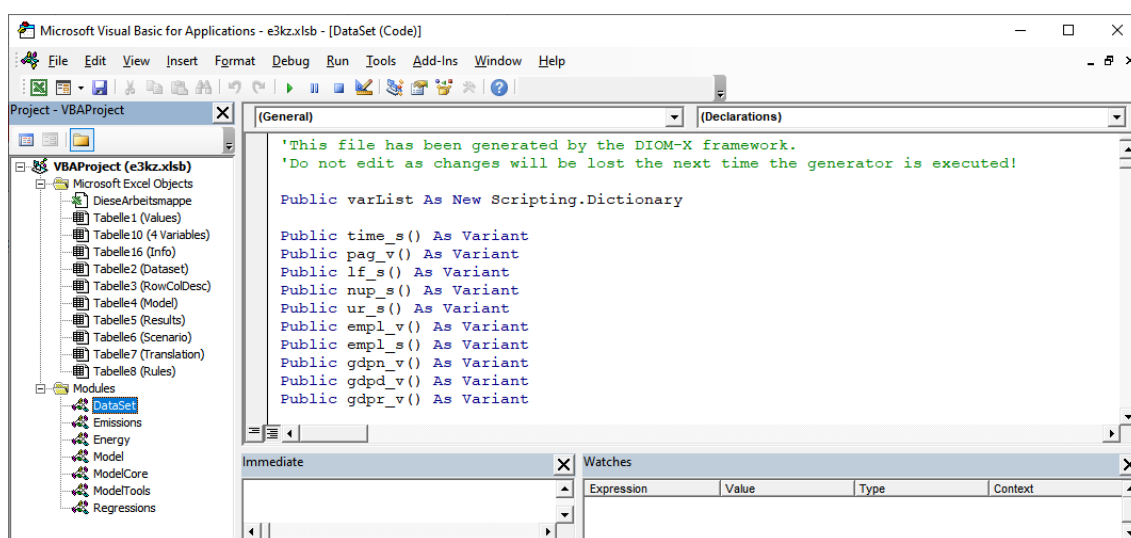 Microsoft Visual Basic for Applications - e3kz.xlsb - [DataSet (Code)]
File Edit View Insert Format Debug Run Tools Add-Ins Window Help
Project - VBAProject
VBAProject (e3kz.xlsb)
Microsoft Excel Objects
DieseArbeitsmappe
Tabelle1 (Values)
Tabelle10 (4 Variables)
Tabelle16 (Info)
Tabelle2 (Dataset)
Tabelle3 (RowColDesc)
Tabelle4 (Model)
Tabelle5 (Results)
Tabelle6 (Scenario)
Tabelle7 (Translation)
Tabelle8 (Rules)
Modules
DataSet
Emissions
Energy
Model
ModelCore
ModelTools
Regressions
(General) (Declarations)
'This file has been generated by the DIOM-X framework.
'Do not edit as changes will be lost the next time the generator is executed!
Public varList As New Scripting.Dictionary
Public time_s() As Variant
Public pag_v() As Variant
Public lf_s() As Variant
Public nup_s() As Variant
Public ur_s() As Variant
Public empl_v() As Variant
Public empl_s() As Variant
Public gdpn_v() As Variant
Public gdpd_v() As Variant
Public gdpr_v() As Variant
Immediate
Watches
Expression Value Type Context